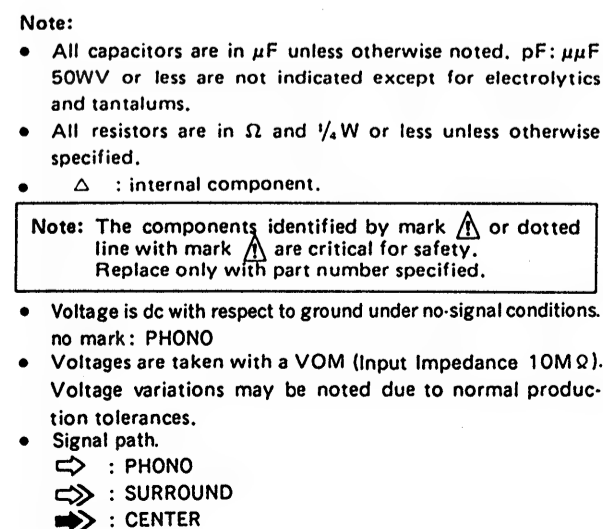 Note:
● All capacitors are in μF unless otherwise noted. pF: μμF
50WV or less are not indicated except for electrolytics
and tantalums.
● All resistors are in Ω and ¼W or less unless otherwise
specified.
● △ : internal component.
Note: The components identified by mark ⚠ or dotted
line with mark ⚠ are critical for safety.
Replace only with part number specified.
● Voltage is dc with respect to ground under no-signal conditions.
no mark: PHONO
● Voltages are taken with a VOM (Input Impedance 10MΩ).
Voltage variations may be noted due to normal produc-
tion tolerances.
● Signal path.
: PHONO
: SURROUND
: CENTER